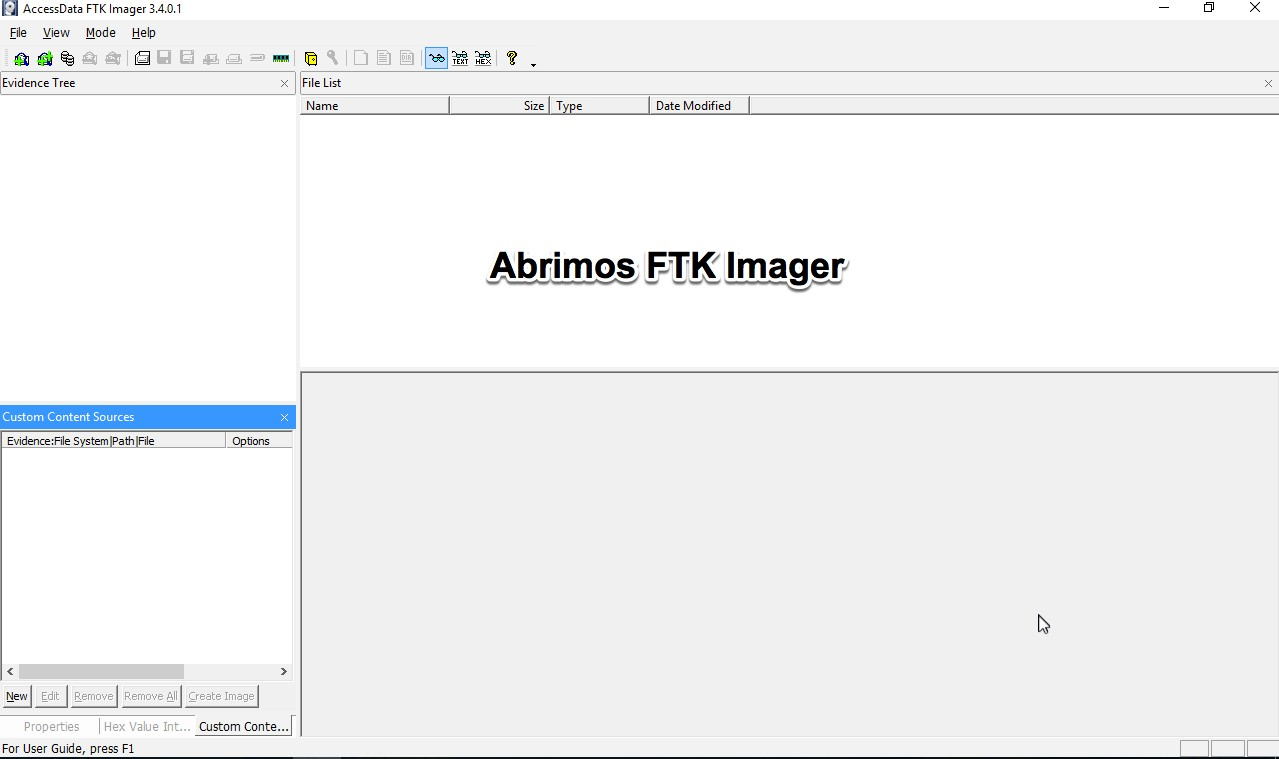 AccessData FTK Imager 3.4.0.1
File View Mode Help
TEXT HEX ?
Evidence Tree
File List
Name Size Type Date Modified
Abrimos FTK Imager
Custom Content Sources
Evidence:File System|Path|File Options
New Edit Remove Remove All Create Image
Properties Hex Value Int... Custom Conte...
For User Guide, press F1